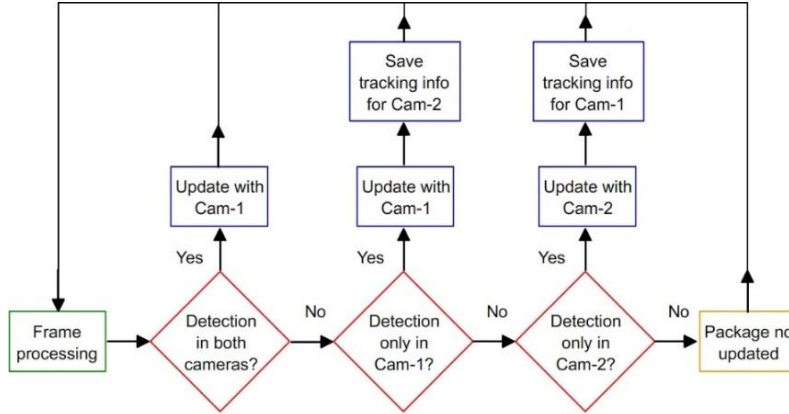 Save
tracking info
for Cam-2
Save
tracking info
for Cam-1
Update with
Cam-1
Update with
Cam-1
Update with
Cam-2
Yes
Yes
Yes
Frame
processing
Detection
in both
cameras?
No
Detection
only in
Cam-1?
No
Detection
only in
Cam-2?
No
Package no
updated